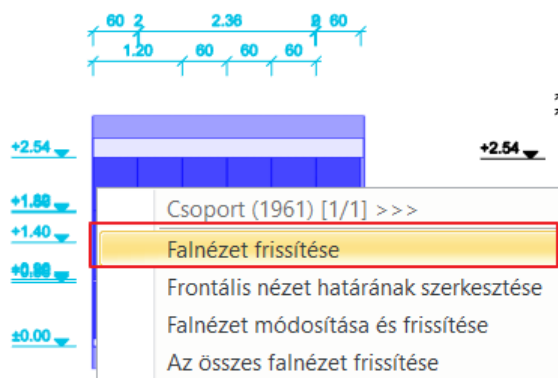 60 2 2.36 2 60
1.20 60 60 60
+2.54
+2.54
Csoport (1961) [1/1] >>>
+1.40
Falnézet frissítése
Frontális nézet határának szerkesztése
Falnézet módosítása és frissítése
±0.00
Az összes falnézet frissítése